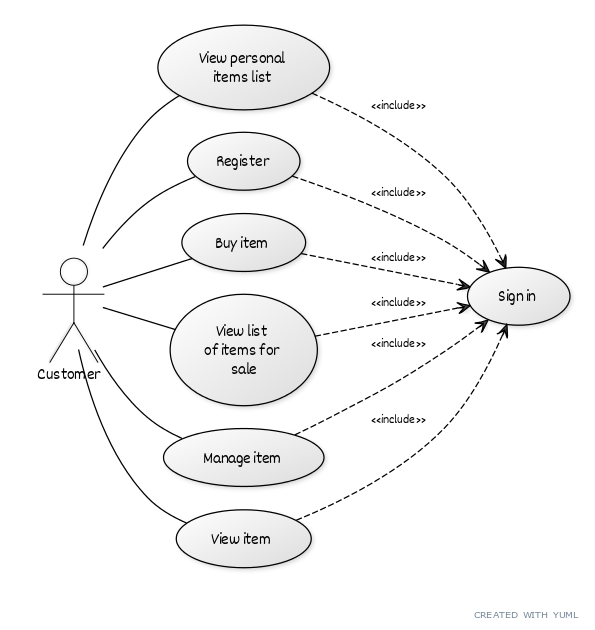 View personal
items list
<<include>>
Register
<<include>>
Buy item
<<include>>
Sign in
View list
of items for
sale
<<include>>
<<include>>
Customer
<<include>>
Manage item
View item
CREATED WITH YUML